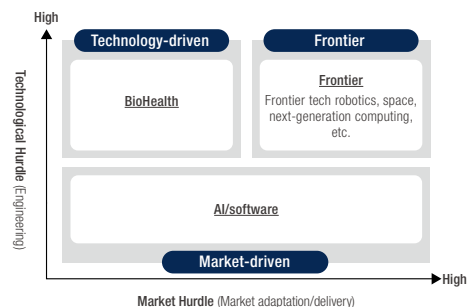 High
Technology-driven
Frontier
BioHealth
Frontier
Frontier tech robotics, space,
next-generation computing,
etc.
Technological Hurdle (Engineering)
AI/software
Market-driven
High
Market Hurdle (Market adaptation/delivery)